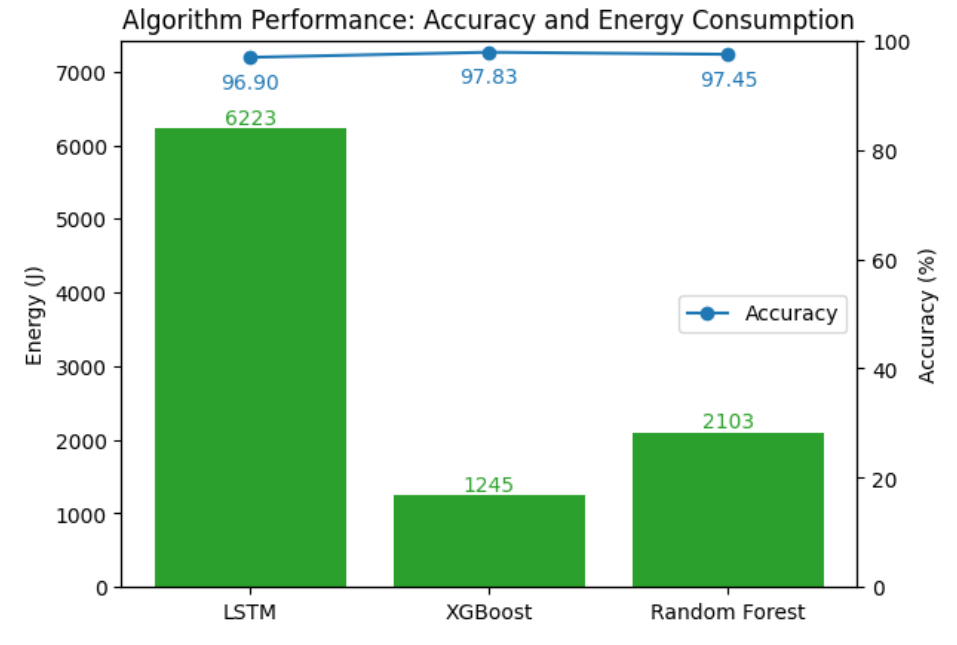 Algorithm Performance: Accuracy and Energy Consumption
7000
6000
5000
4000
3000
2000
1000
0
Energy (J)
96.90
97.83
97.45
6223
1245
2103
Accuracy
100
80
60
40
20
0
Accuracy (%)
LSTM
XGBoost
Random Forest